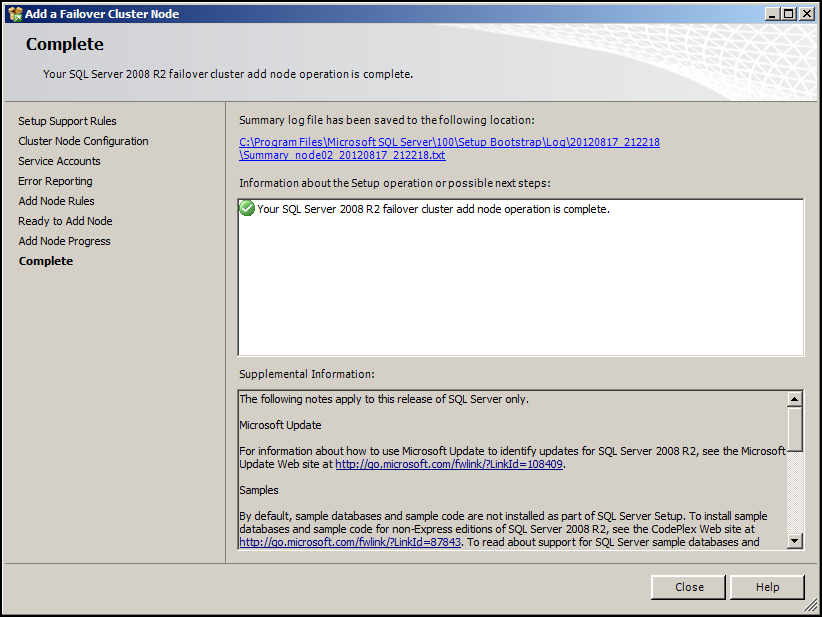 Add a Failover Cluster Node
Complete
Your SQL Server 2008 R2 failover cluster add node operation is complete.
Setup Support Rules
Cluster Node Configuration
Service Accounts
Error Reporting
Add Node Rules
Ready to Add Node
Add Node Progress
Complete
Summary log file has been saved to the following location:
C:\Program Files\Microsoft SQL Server\100\Setup Bootstrap\Log\20120817_212218
\Summary_node02_20120817_212218.txt
Information about the Setup operation or possible next steps:
Your SQL Server 2008 R2 failover cluster add node operation is complete.
Supplemental Information:
The following notes apply to this release of SQL Server only.
Microsoft Update
For information about how to use Microsoft Update to identify updates for SQL Server 2008 R2, see the Microsoft
Update Web site at http://go.microsoft.com/fwlink/?LinkId=108409.
Samples
By default, sample databases and sample code are not installed as part of SQL Server Setup. To install sample
databases and sample code for non-Express editions of SQL Server 2008 R2, see the CodePlex Web site at
http://go.microsoft.com/fwlink/?LinkId=87843. To read about support for SQL Server sample databases and
Close
Help